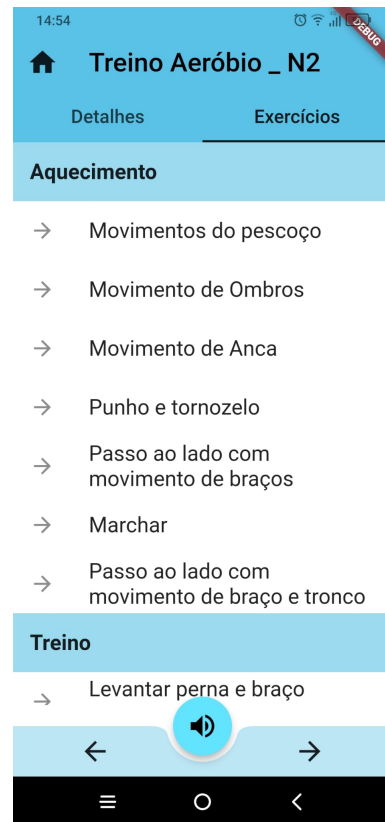 14:54
DEBUG
Treino Aeróbio _ N2
Detalhes Exercícios
Aquecimento
Movimentos do pescoço
Movimento de Ombros
Movimento de Anca
Punho e tornozelo
Passo ao lado com
movimento de braços
Marchar
Passo ao lado com
movimento de braço e tronco
Treino
Levantar perna e braço